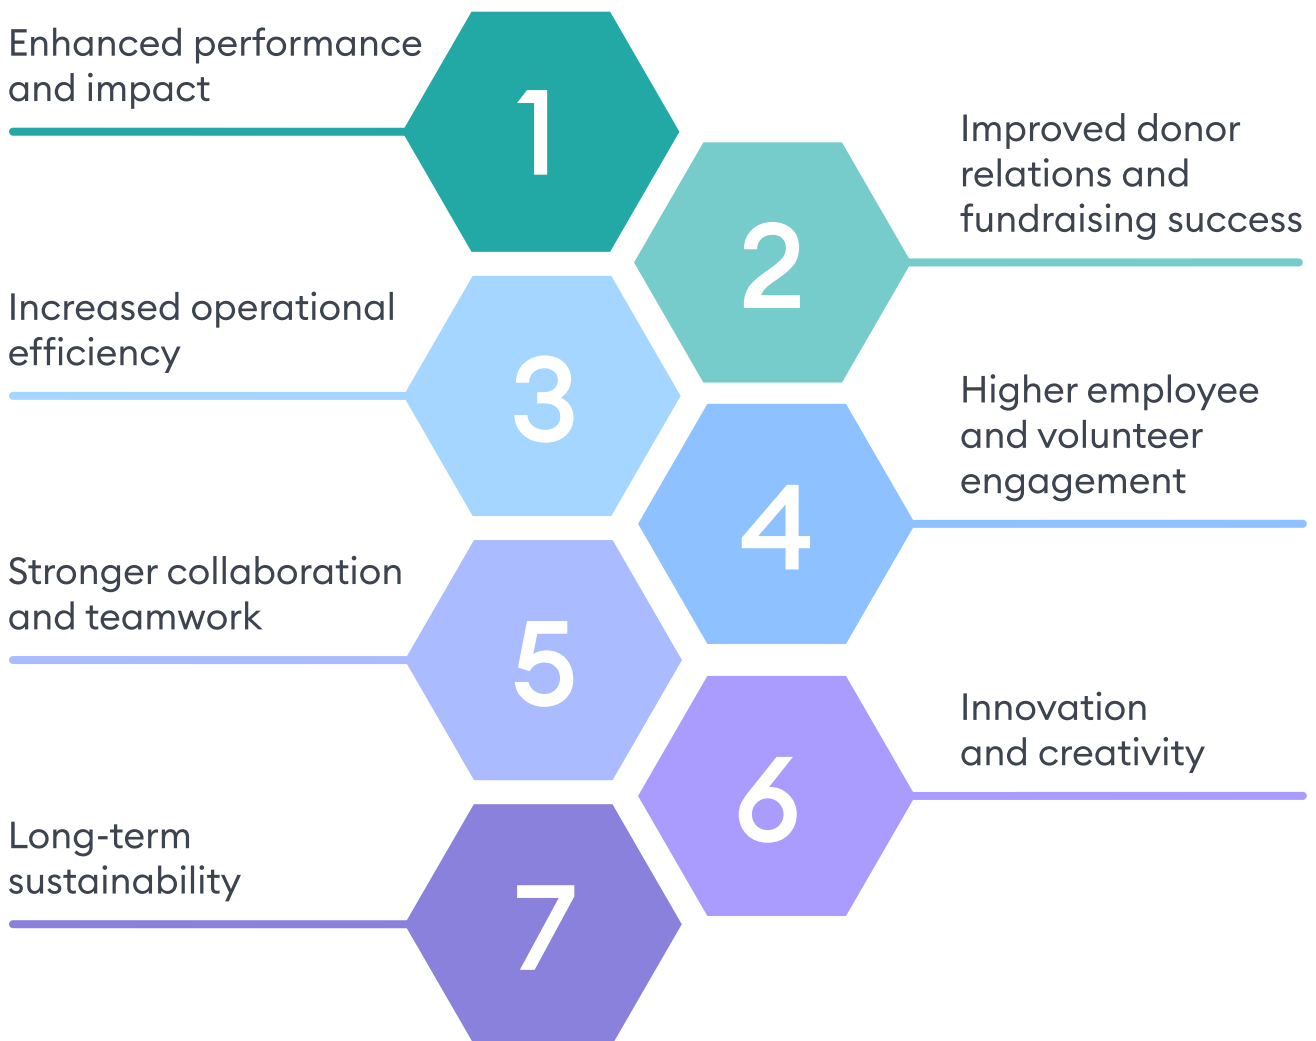 Enhanced performance
and impact
1
Improved donor
relations and
fundraising success
2
Increased operational
efficiency
3
Higher employee
and volunteer
engagement
4
Stronger collaboration
and teamwork
5
Innovation
and creativity
6
Long-term
sustainability
7